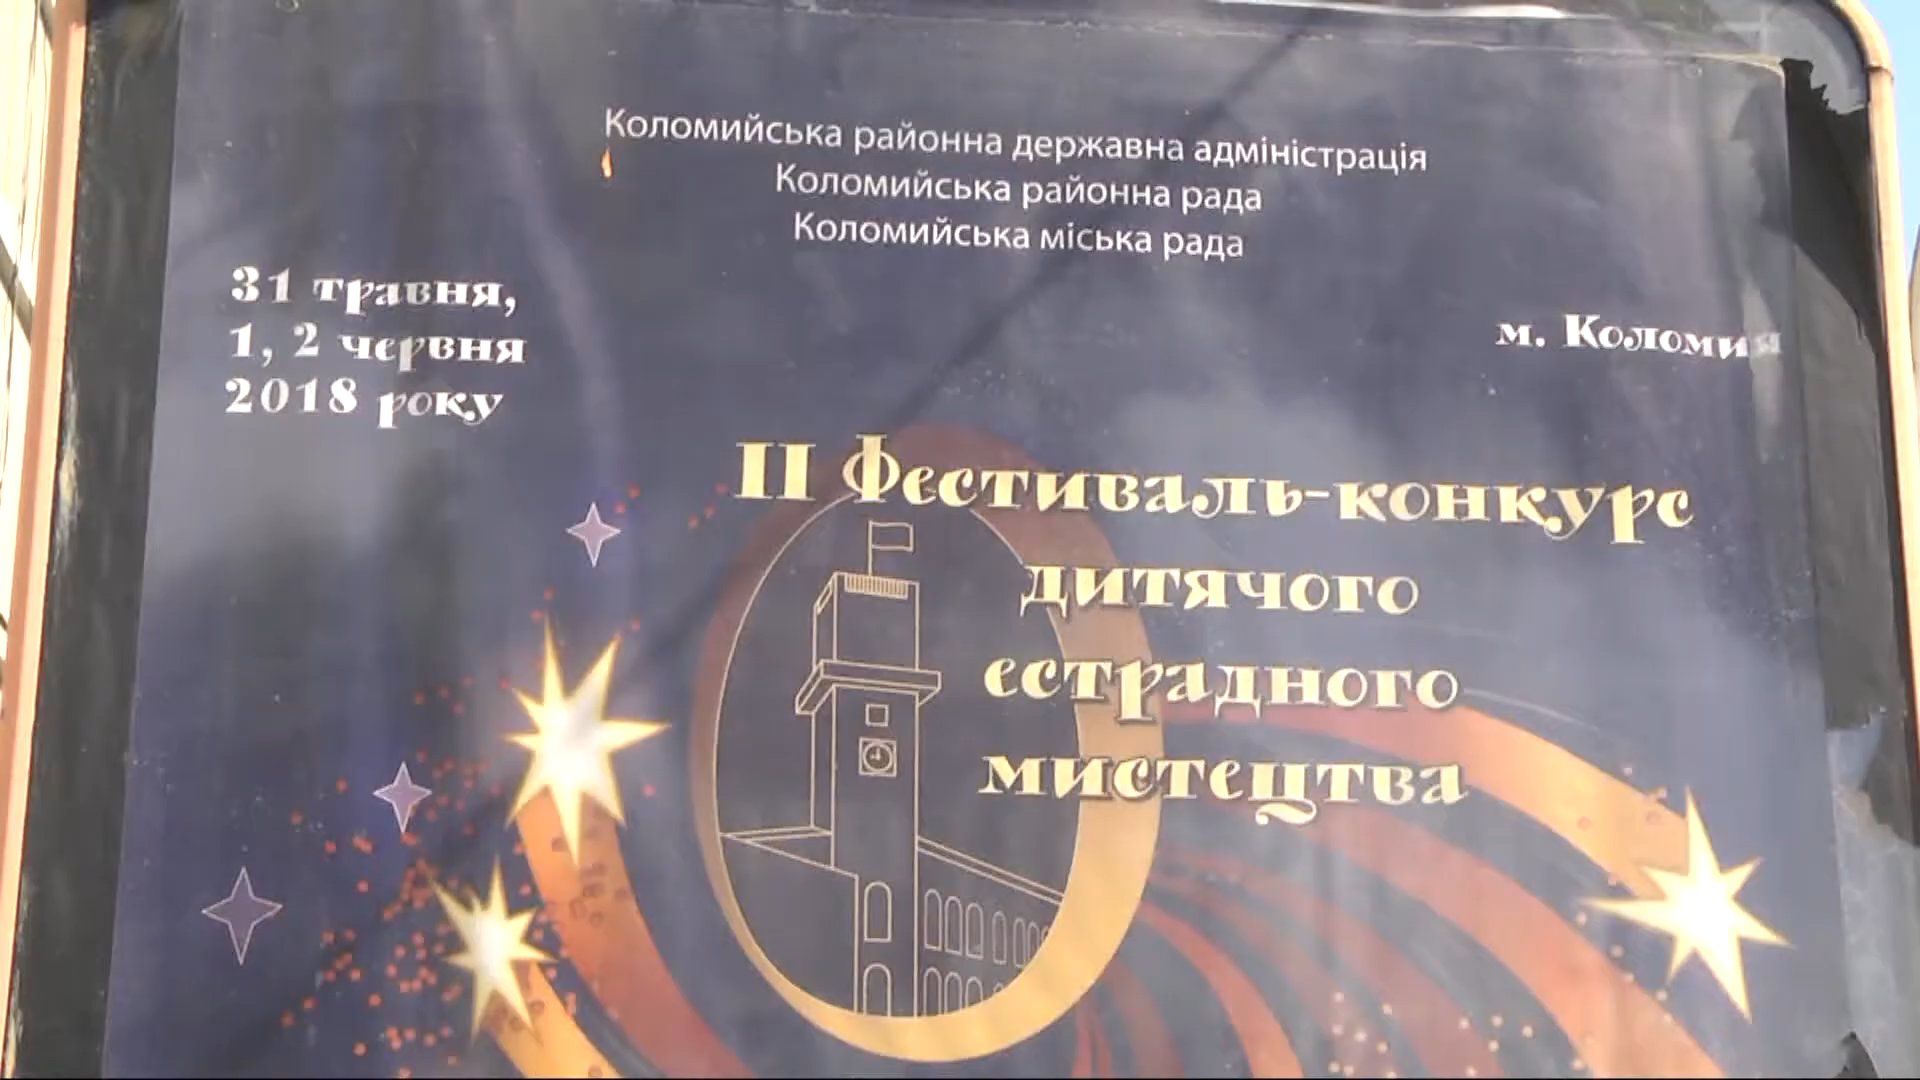 Коломийська районна державна адміністрація
Коломийська районна рада
Коломийська міська рада
31 травня,
1, 2 червня
2018 року
м. Коломия
II Фестиваль-конкурс
дитячого
естрадного
мистецтва